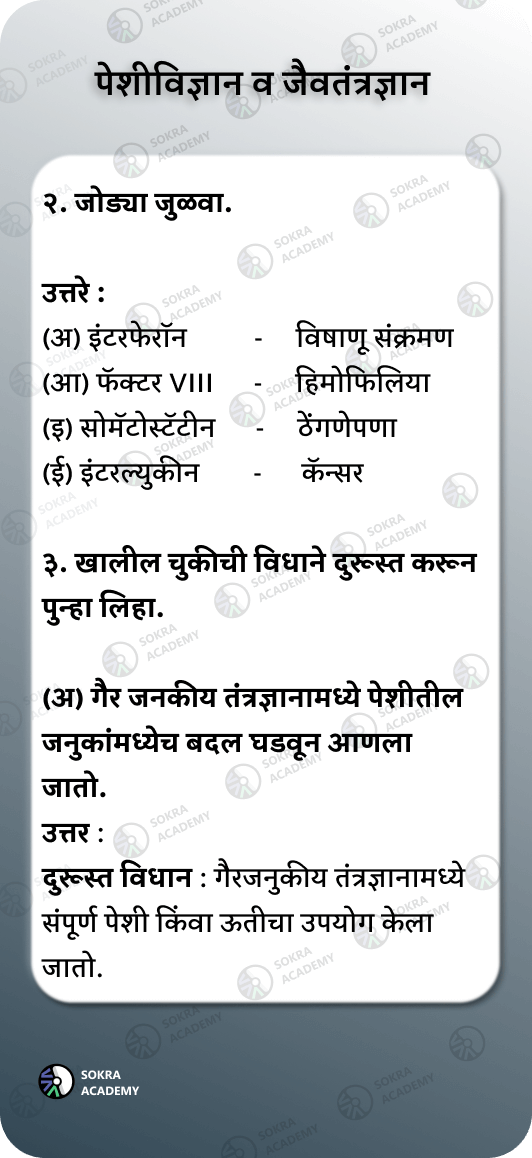 पेशीविज्ञान व जैवतंत्रज्ञान
२. जोड्या जुळवा.
उत्तरे :
(अ) इंटरफेरॉन - विषाणू संक्रमण
(आ) फॅक्टर VIII - हिमोफिलिया
(इ) सोमॅटोस्टॅटीन - ठेंगणेपणा
(ई) इंटरल्युकीन - कॅन्सर
३. खालील चुकीची विधाने दुरूस्त करून
पुन्हा लिहा.
(अ) गैर जनकीय तंत्रज्ञानामध्ये पेशीतील
जनुकांमध्येच बदल घडवून आणला
जातो.
उत्तर :
दुरूस्त विधान : गैरजनुकीय तंत्रज्ञानामध्ये
संपूर्ण पेशी किंवा ऊतीचा उपयोग केला
जातो.
SOKRA
ACADEMY